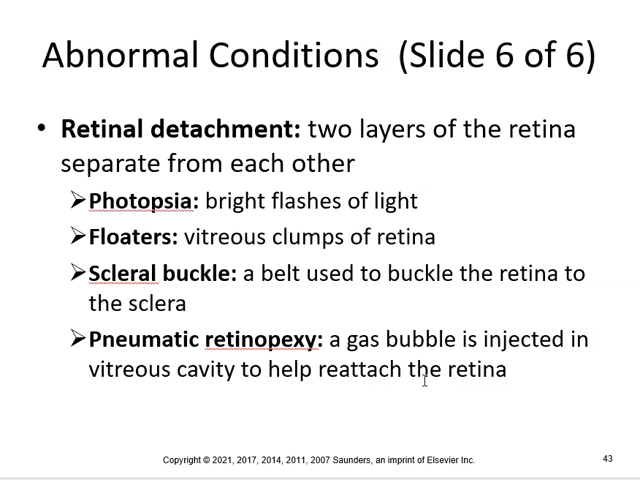 Abnormal Conditions  (Slide 6 of 6)
• Retinal detachment: two layers of the retina
separate from each other
➢Photopsia: bright flashes of light
➢Floaters: vitreous clumps of retina
➢Scleral buckle: a belt used to buckle the retina to
the sclera
➢Pneumatic retinopexy: a gas bubble is injected in
vitreous cavity to help reattach the retina
Copyright © 2021, 2017, 2014, 2011, 2007 Saunders, an imprint of Elsevier Inc.
43